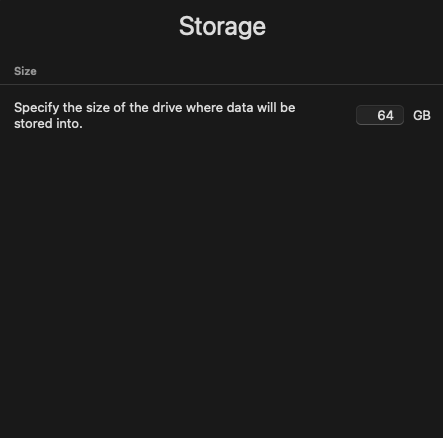 Storage
Size
Specify the size of the drive where data will be
stored into.
64 GB